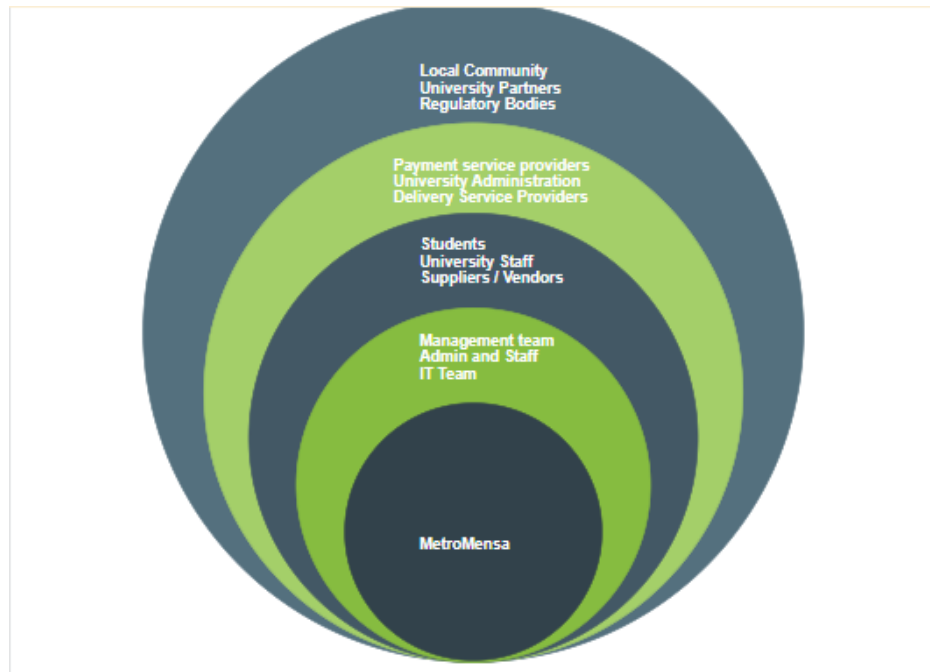 Local Community
University Partners
Regulatory Bodies
Payment service providers
University Administration
Delivery Service Providers
Students
University Staff
Suppliers / Vendors
Management team
Admin and Staff
IT Team
MetroMensa